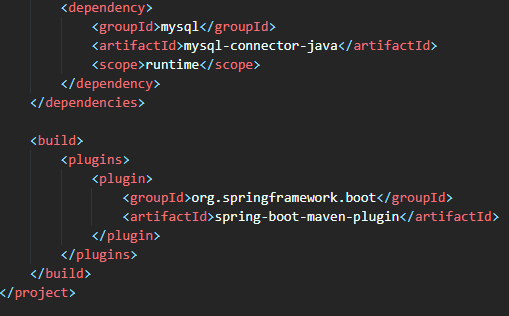 <dependency>
<groupId>mysql</groupId>
<artifactId>mysql-connector-java</artifactId>
<scope>runtime</scope>
</dependency>
</dependencies>
<build>
<plugins>
<plugin>
<groupId>org.springframework.boot</groupId>
<artifactId>spring-boot-maven-plugin</artifactId>
</plugin>
</plugins>
</build>
</project>